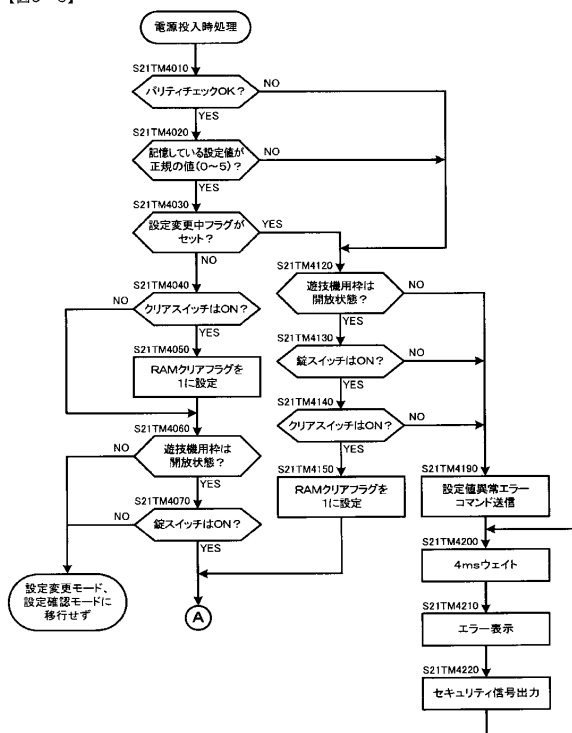 電源投入時処理
S21TM4010
パリティチェックOK?
NO
YES
S21TM4020
記憶している設定値が
正規の値(0~5)?
NO
YES
S21TM4030
設定変更中フラグが
セット?
YES
NO
S21TM4040
NO
クリアスイッチはON?
YES
S21TM4050
RAMクリアフラグを
1に設定
S21TM4060
NO
遊技機用枠は
開放状態?
YES
S21TM4070
NO
錠スイッチはON?
YES
設定変更モード、
設定確認モードに
移行せず
A
S21TM4120
遊技機用枠は
開放状態?
NO
YES
S21TM4130
錠スイッチはON?
NO
YES
S21TM4140
クリアスイッチはON?
NO
YES
S21TM4150
RAMクリアフラグを
1に設定
S21TM4190
設定値異常エラー
コマンド送信
S21TM4200
4msウェイト
S21TM4210
エラー表示
S21TM4220
セキュリティ信号出力